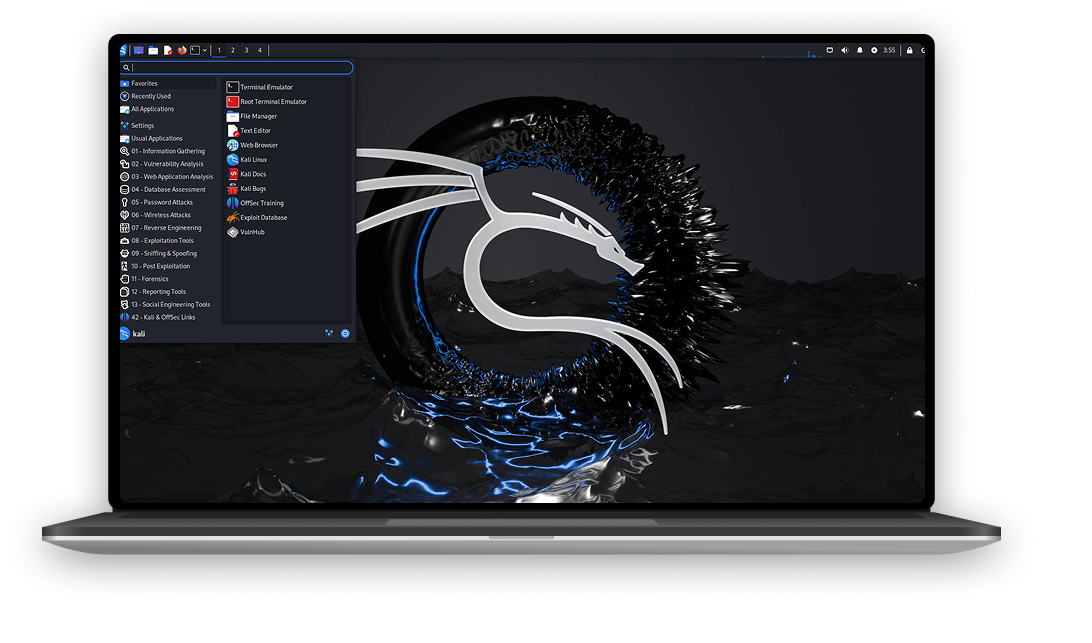 1 2 3 4
3:55
Favorites
Recently Used
All Applications
Settings
Usual Applications
01 - Information Gathering
02 - Vulnerability Analysis
03 - Web Application Analysis
04 - Database Assessment
05 - Password Attacks
06 - Wireless Attacks
07 - Reverse Engineering
08 - Exploitation Tools
09 - Sniffing & Spoofing
10 - Post Exploitation
11 - Forensics
12 - Reporting Tools
13 - Social Engineering Tools
42 - Kali & OffSec Links
kali
Terminal Emulator
Root Terminal Emulator
File Manager
Text Editor
Web Browser
Kali Linux
Kali Docs
Kali Bugs
OffSec Training
Exploit Database
VulnHub